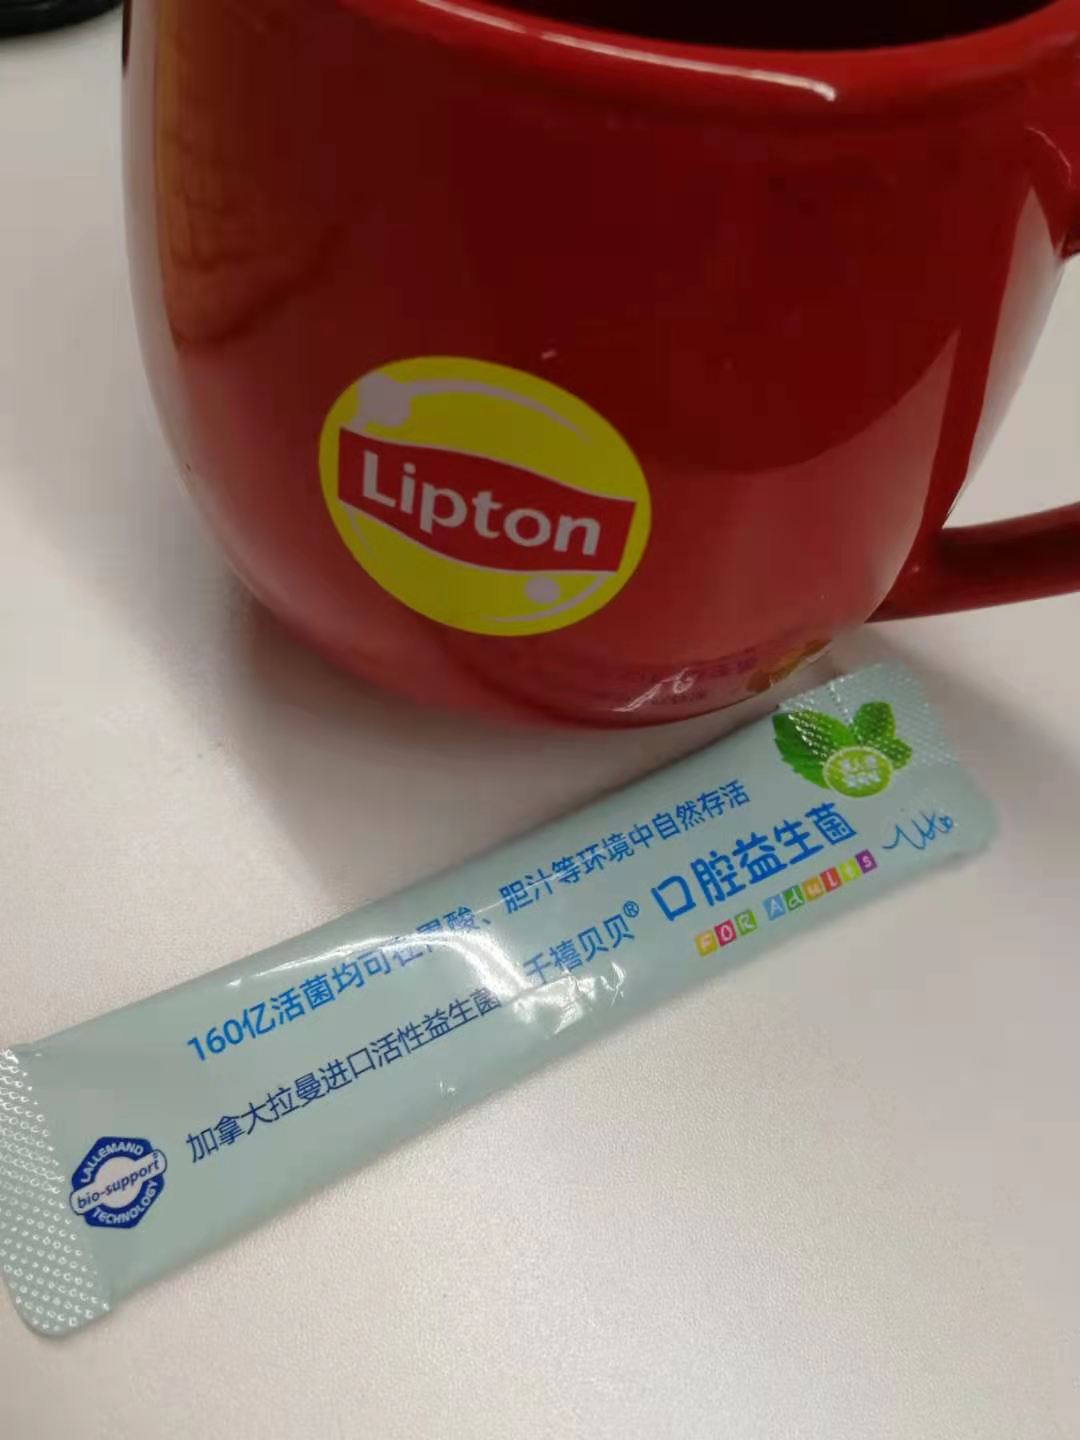 Lipton
160亿活菌均可在胃酸、胆汁等环境中自然存活
加拿大拉曼进口活性益生菌
千禧贝贝®
口腔益生菌
FOR Adults
LALLEMAND
bio-support
TECHNOLOGY